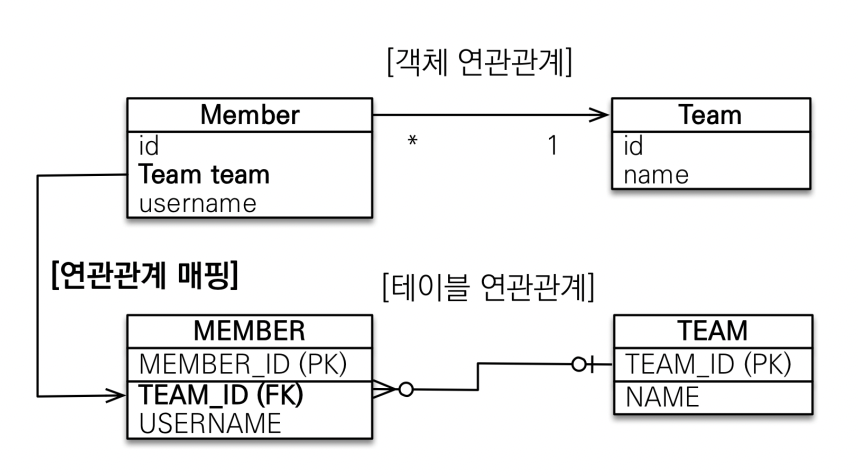 [객체 연관관계]
Member
id
Team team
username
* 1
Team
id
name
[연관관계 매핑]
[테이블 연관관계]
MEMBER
MEMBER_ID (PK)
TEAM_ID (FK)
USERNAME
TEAM
TEAM_ID (PK)
NAME